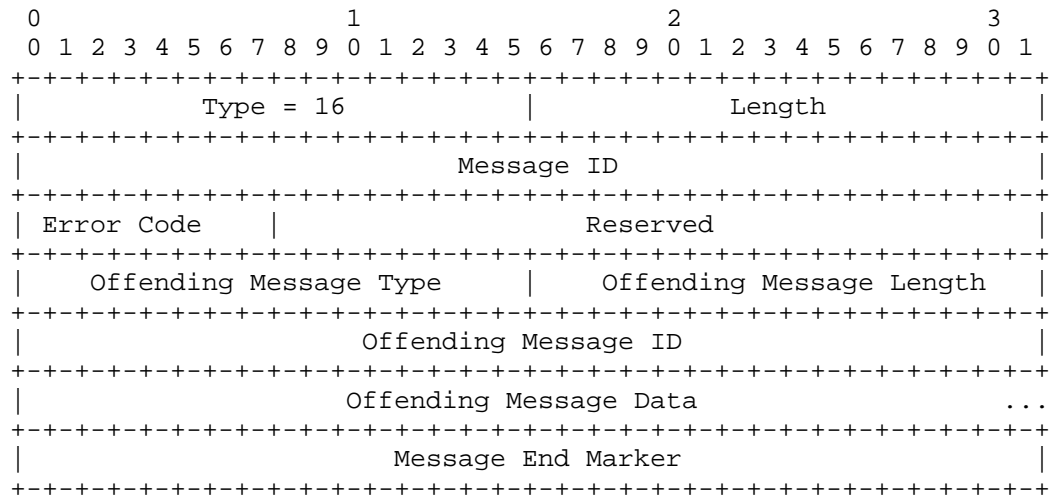 0                   1                   2                   3
 0 1 2 3 4 5 6 7 8 9 0 1 2 3 4 5 6 7 8 9 0 1 2 3 4 5 6 7 8 9 0 1
+-+-+-+-+-+-+-+-+-+-+-+-+-+-+-+-+-+-+-+-+-+-+-+-+-+-+-+-+-+-+-+-+
|           Type = 16           |            Length             |
+-+-+-+-+-+-+-+-+-+-+-+-+-+-+-+-+-+-+-+-+-+-+-+-+-+-+-+-+-+-+-+-+
|                          Message ID                           |
+-+-+-+-+-+-+-+-+-+-+-+-+-+-+-+-+-+-+-+-+-+-+-+-+-+-+-+-+-+-+-+-+
| Error Code    |                   Reserved                    |
+-+-+-+-+-+-+-+-+-+-+-+-+-+-+-+-+-+-+-+-+-+-+-+-+-+-+-+-+-+-+-+-+
|    Offending Message Type     |    Offending Message Length   |
+-+-+-+-+-+-+-+-+-+-+-+-+-+-+-+-+-+-+-+-+-+-+-+-+-+-+-+-+-+-+-+-+
|                     Offending Message ID                      |
+-+-+-+-+-+-+-+-+-+-+-+-+-+-+-+-+-+-+-+-+-+-+-+-+-+-+-+-+-+-+-+-+
|                    Offending Message Data                   ...
+-+-+-+-+-+-+-+-+-+-+-+-+-+-+-+-+-+-+-+-+-+-+-+-+-+-+-+-+-+-+-+-+
|                       Message End Marker                      |
+-+-+-+-+-+-+-+-+-+-+-+-+-+-+-+-+-+-+-+-+-+-+-+-+-+-+-+-+-+-+-+-+